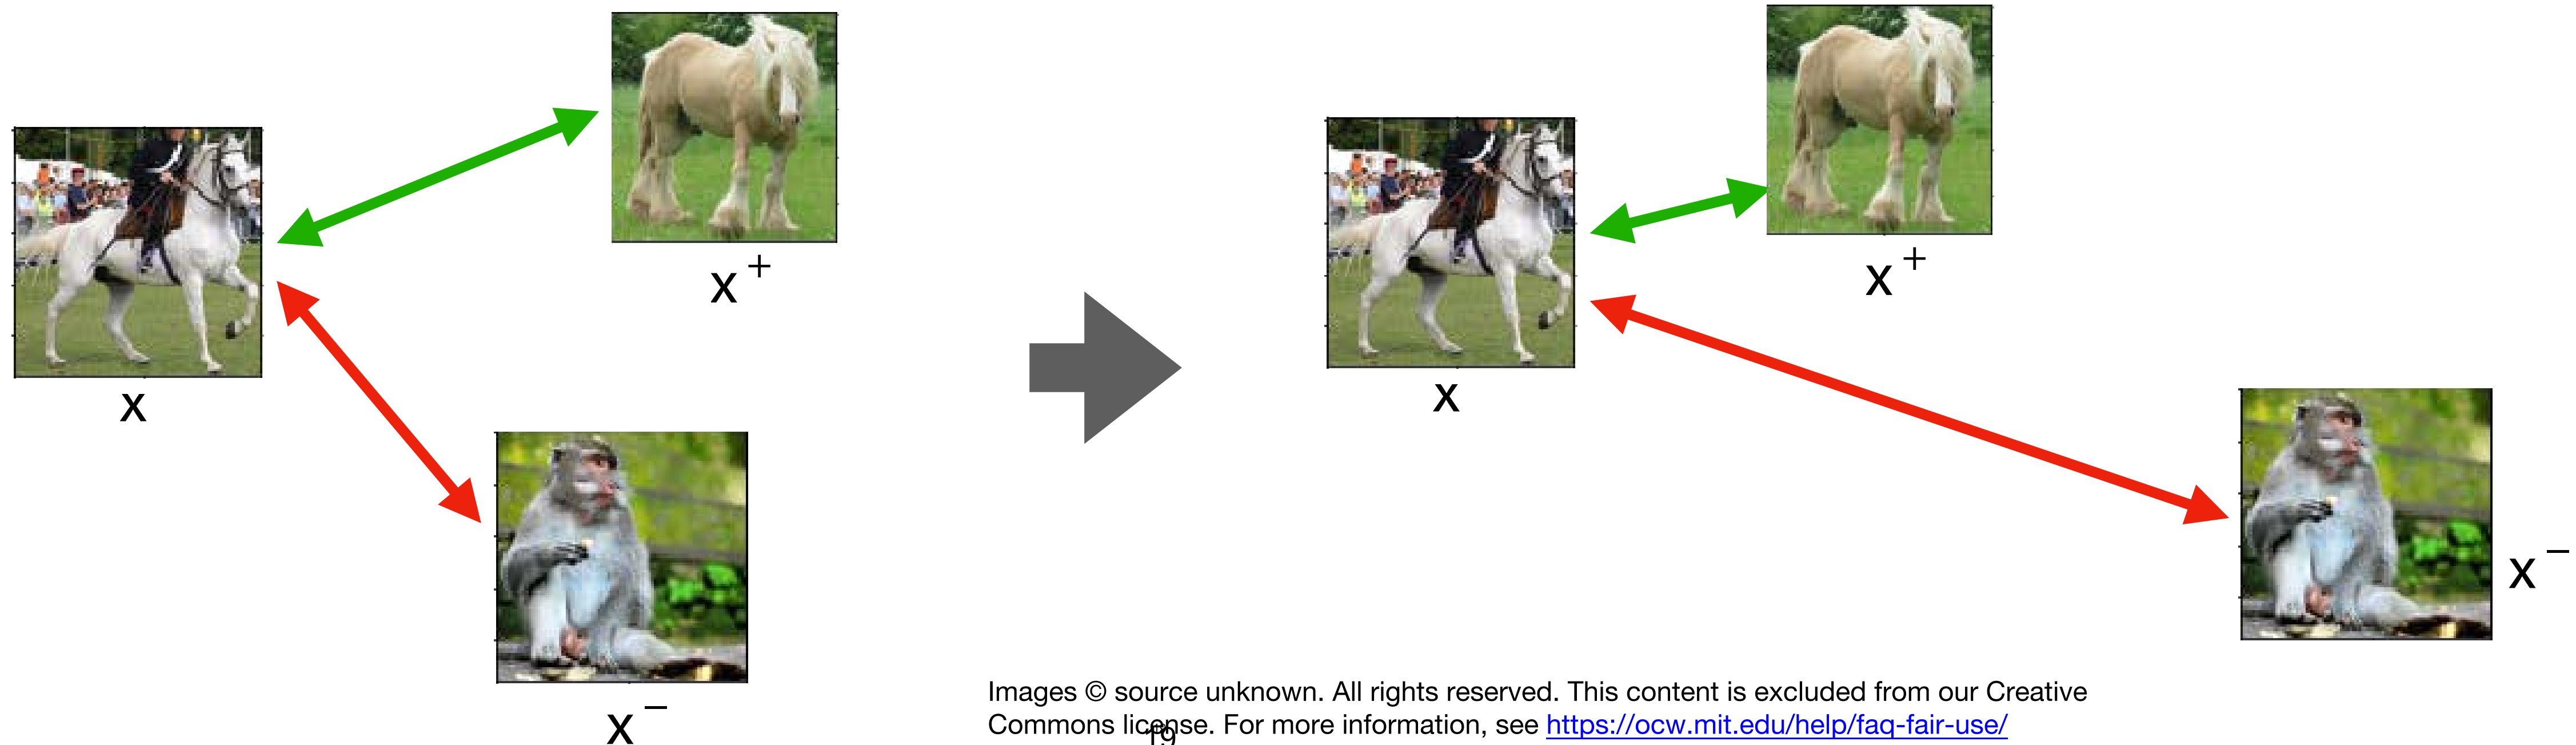 x
x⁺
x⁻
x
x⁺
x⁻
Images © source unknown. All rights reserved. This content is excluded from our Creative
Commons license. For more information, see https://ocw.mit.edu/help/faq-fair-use/
19